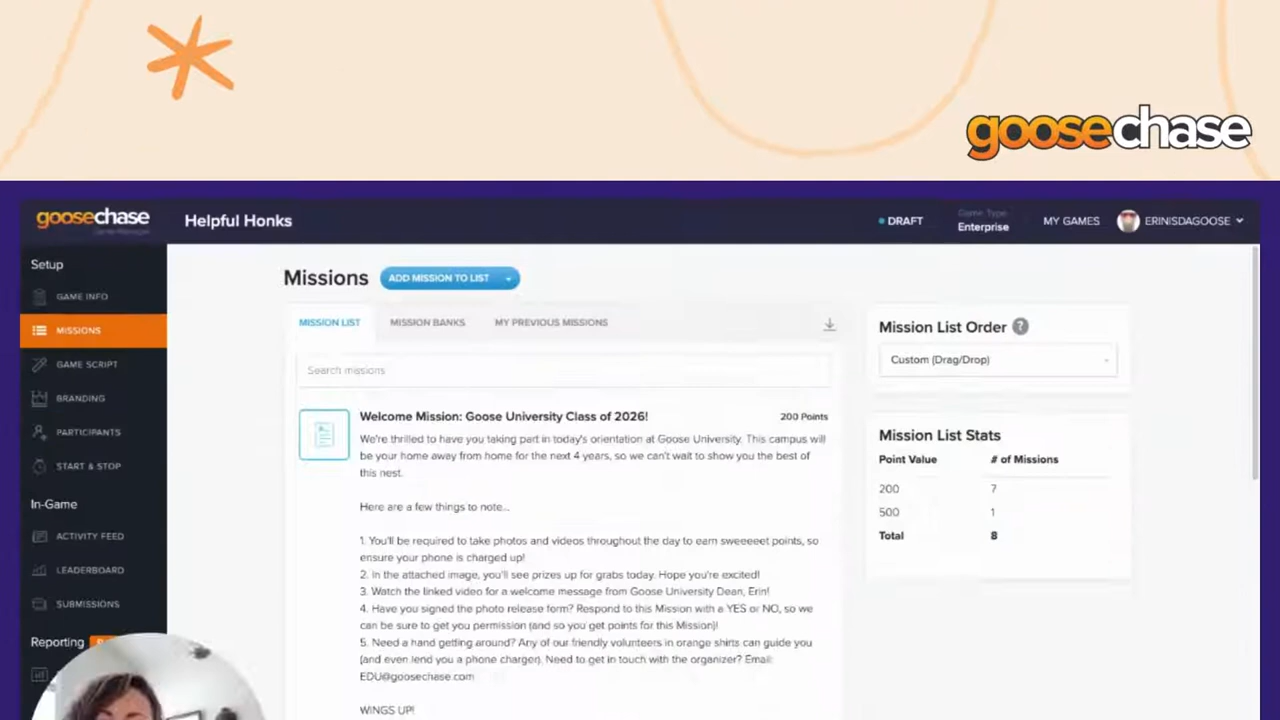 goosechase
goosechase
Helpful Honks
DRAFT
Game Type
Enterprise
MY GAMES
ERINISDAGOOSE
Setup
GAME INFO
MISSIONS
GAME SCRIPT
BRANDING
PARTICIPANTS
START & STOP
In-Game
ACTIVITY FEED
LEADERBOARD
SUBMISSIONS
Reporting
Missions
ADD MISSION TO LIST
MISSION LIST
MISSION BANKS
MY PREVIOUS MISSIONS
Search missions
Welcome Mission: Goose University Class of 2026!
200 Points
We're thrilled to have you taking part in today's orientation at Goose University. This campus will
be your home away from home for the next 4 years, so we can't wait to show you the best of
this nest.
Here are a few things to note...
1. You'll be required to take photos and videos throughout the day to earn sweeeeet points, so
ensure your phone is charged up!
2. In the attached image, you'll see prizes up for grabs today. Hope you're excited!
3. Watch the linked video for a welcome message from Goose University Dean, Erin!
4. Have you signed the photo release form? Respond to this Mission with a YES or NO, so we
can be sure to get you permission (and so you get points for this Mission)!
5. Need a hand getting around? Any of our friendly volunteers in orange shirts can guide you
(and even lend you a phone charger). Need to get in touch with the organizer? Email:
EDU@goosechase.com
WINGS UP!
Mission List Order ?
Custom (Drag/Drop)
Mission List Stats
Point Value # of Missions
200 7
500 1
Total 8